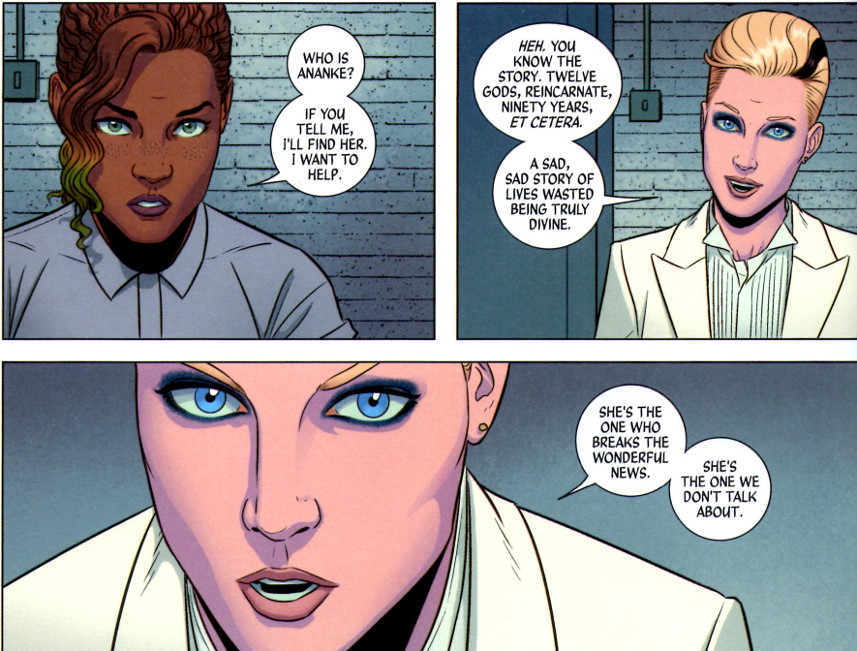 WHO IS
ANANKE?
IF YOU
TELL ME,
I'LL FIND HER.
I WANT TO
HELP.
HEH. YOU
KNOW THE
STORY. TWELVE
GODS, REINCARNATE,
NINETY YEARS,
ET CETERA.
A SAD,
SAD STORY OF
LIVES WASTED
BEING TRULY
DIVINE.
SHE'S THE
ONE WHO
BREAKS THE
WONDERFUL
NEWS.
SHE'S
THE ONE WE
DON'T TALK
ABOUT.